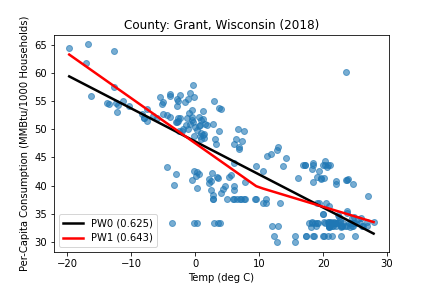 County: Grant, Wisconsin (2018)
Per-Capita Consumption (MMBtu/1000 Households)
65
60
55
50
45
40
35
30
PW0 (0.625)
PW1 (0.643)
−20 −10 0 10 20 30
Temp (deg C)